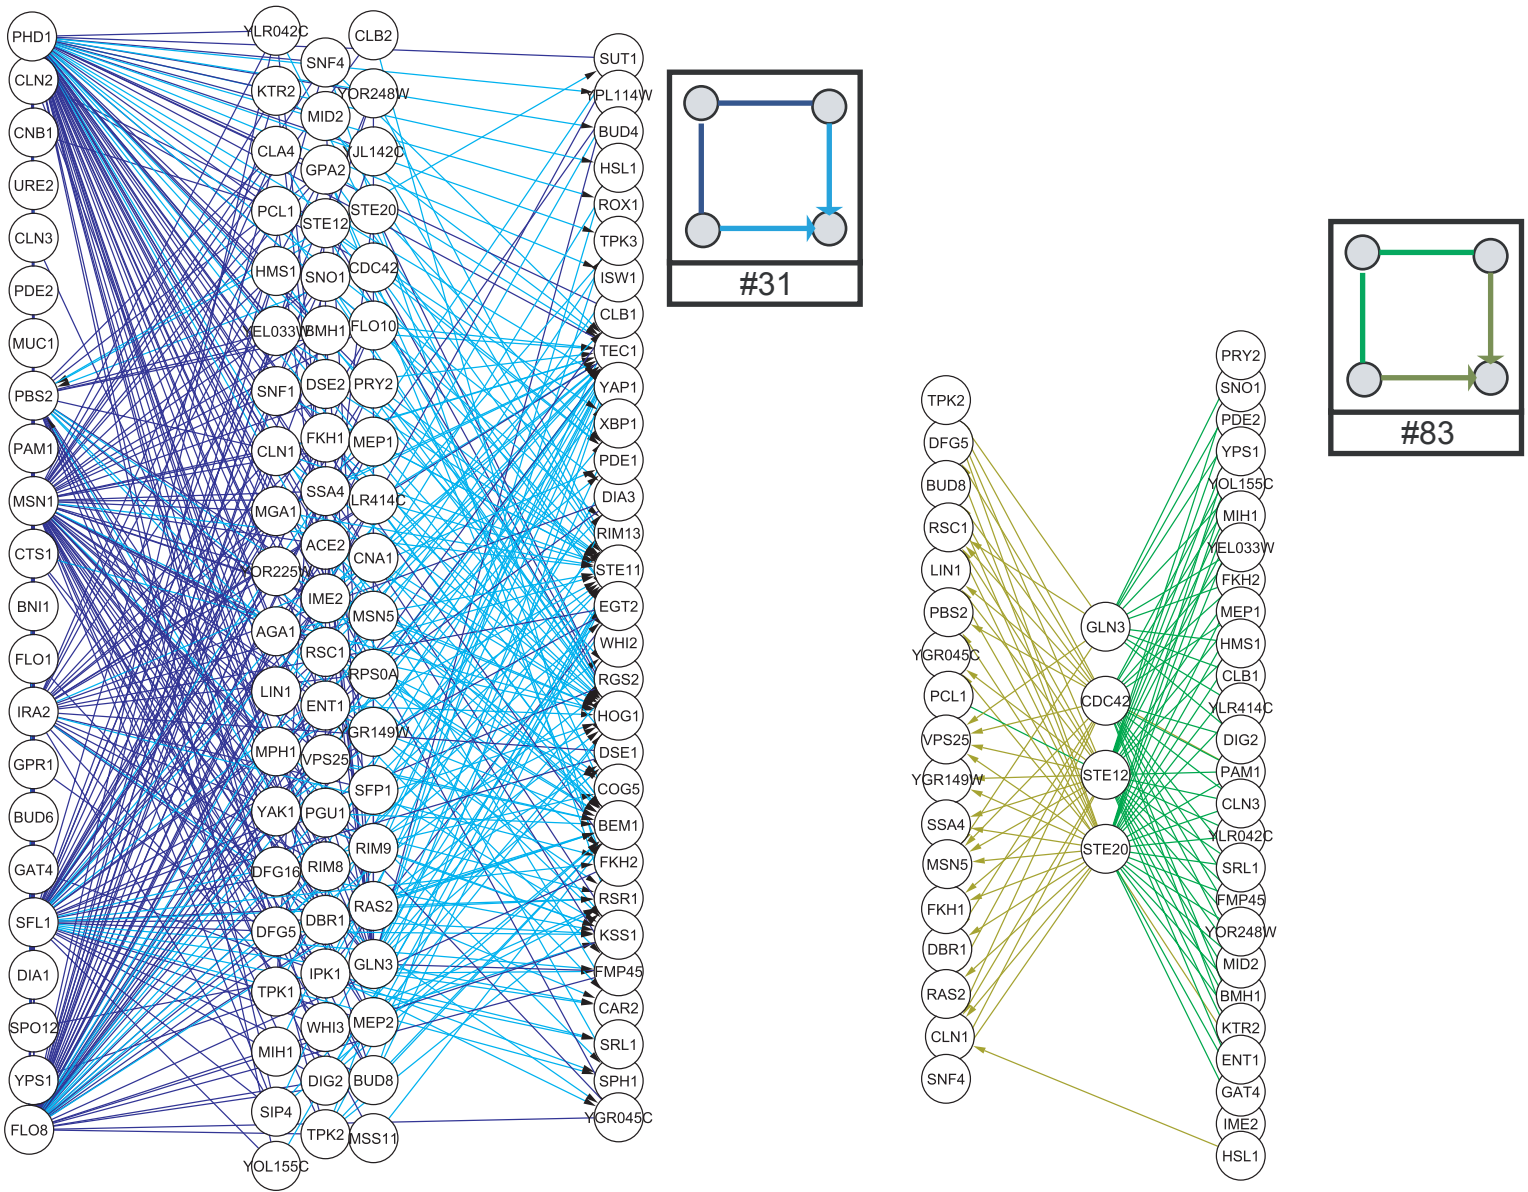 PHD1
CLN2
CNB1
URE2
CLN3
PDE2
MUC1
PBS2
PAM1
MSN1
CTS1
BNI1
FLO1
IRA2
GPR1
BUD6
GAT4
SFL1
DIA1
SPO12
YPS1
FLO8
YLR042C
KTR2
CLA4
PCL1
HMS1
YEL033W
SNF1
CLN1
MGA1
YOR225W
AGA1
LIN1
MPH1
YAK1
DFG16
DFG5
TPK1
MIH1
SIP4
YOL155C
SNF4
MID2
GPA2
STE12
SNO1
BMH1
DSE2
FKH1
SSA4
ACE2
IME2
RSC1
ENT1
VPS25
PGU1
RIM8
DBR1
IPK1
WHI3
DIG2
TPK2
CLB2
YOR248W
YJL142C
STE20
CDC42
FLO10
PRY2
MEP1
YLR414C
CNA1
MSN5
RPS0A
YGR149W
SFP1
RIM9
RAS2
GLN3
MEP2
BUD8
MSS11
SUT1
YPL114W
BUD4
HSL1
ROX1
TPK3
ISW1
CLB1
TEC1
YAP1
XBP1
PDE1
DIA3
RIM13
STE11
EGT2
WHI2
RGS2
HOG1
DSE1
COG5
BEM1
FKH2
RSR1
KSS1
FMP45
CAR2
SRL1
SPH1
YGR045C
#31
TPK2
DFG5
BUD8
RSC1
LIN1
PBS2
YGR045C
PCL1
VPS25
YGR149W
SSA4
MSN5
FKH1
DBR1
RAS2
CLN1
SNF4
GLN3
CDC42
STE12
STE20
PRY2
SNO1
PDE2
YPS1
YOL155C
MIH1
YEL033W
FKH2
MEP1
HMS1
CLB1
YLR414C
DIG2
PAM1
CLN3
YLR042C
SRL1
FMP45
YOR248W
MID2
BMH1
KTR2
ENT1
GAT4
IME2
HSL1
#83